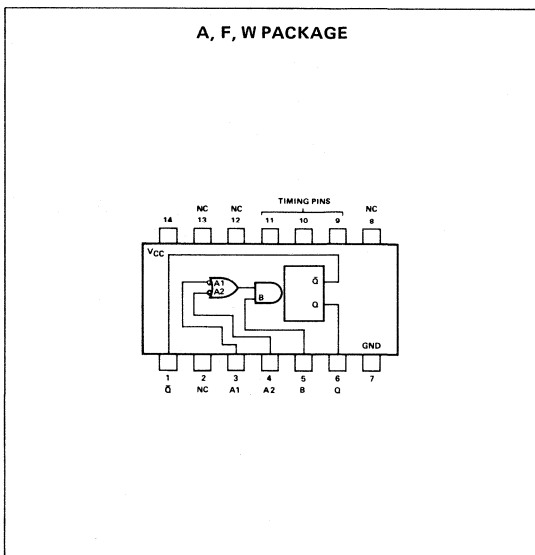 A, F, W PACKAGE
TIMING PINS
NC NC NC
14 13 12 11 10 9 8
VCC
A1
A2
B
Q̄
Q
GND
1 2 3 4 5 6 7
Q̄ NC A1 A2 B Q